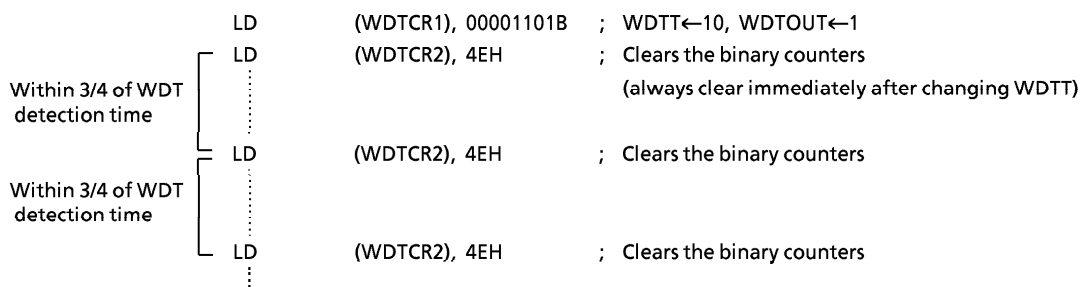 LD (WDTCR1), 00001101B ; WDTT←10, WDTOUT←1
LD (WDTCR2), 4EH ; Clears the binary counters
(always clear immediately after changing WDTT)
Within 3/4 of WDT
detection time
LD (WDTCR2), 4EH ; Clears the binary counters
Within 3/4 of WDT
detection time
LD (WDTCR2), 4EH ; Clears the binary counters